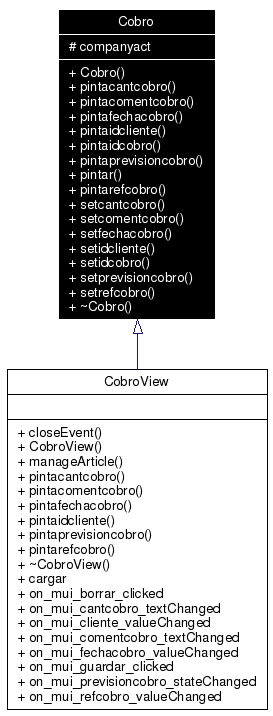 Cobro
# companyact
+ Cobro()
+ pintacantcobro()
+ pintacomentcobro()
+ pintafechacobro()
+ pintaidcliente()
+ pintaidcobro()
+ pintaprevisioncobro()
+ pintar()
+ pintarefcobro()
+ setcantcobro()
+ setcomentcobro()
+ setfechacobro()
+ setidcliente()
+ setidcobro()
+ setprevisioncobro()
+ setrefcobro()
+ ~Cobro()
CobroView
+ closeEvent()
+ CobroView()
+ manageArticle()
+ pintacantcobro()
+ pintacomentcobro()
+ pintafechacobro()
+ pintaidcliente()
+ pintaprevisioncobro()
+ pintarefcobro()
+ ~CobroView()
+ cargar
+ on_mui_borrar_clicked
+ on_mui_cantcobro_textChanged
+ on_mui_cliente_valueChanged
+ on_mui_comentcobro_textChanged
+ on_mui_fechacobro_valueChanged
+ on_mui_guardar_clicked
+ on_mui_previsioncobro_stateChanged
+ on_mui_refcobro_valueChanged